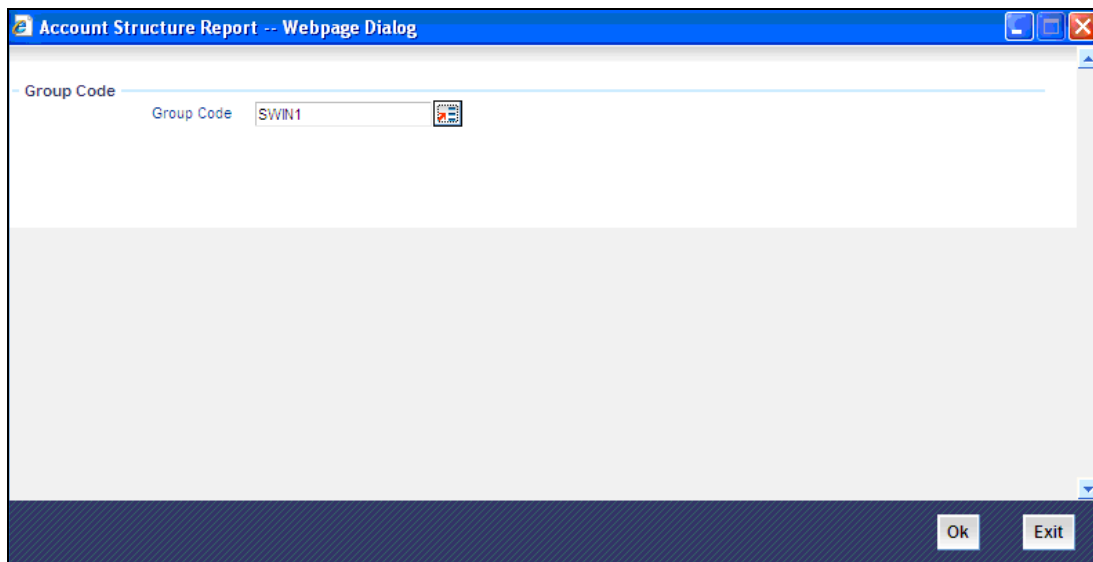 Account Structure Report -- Webpage Dialog
Group Code
Group Code SWIN1
Ok Exit